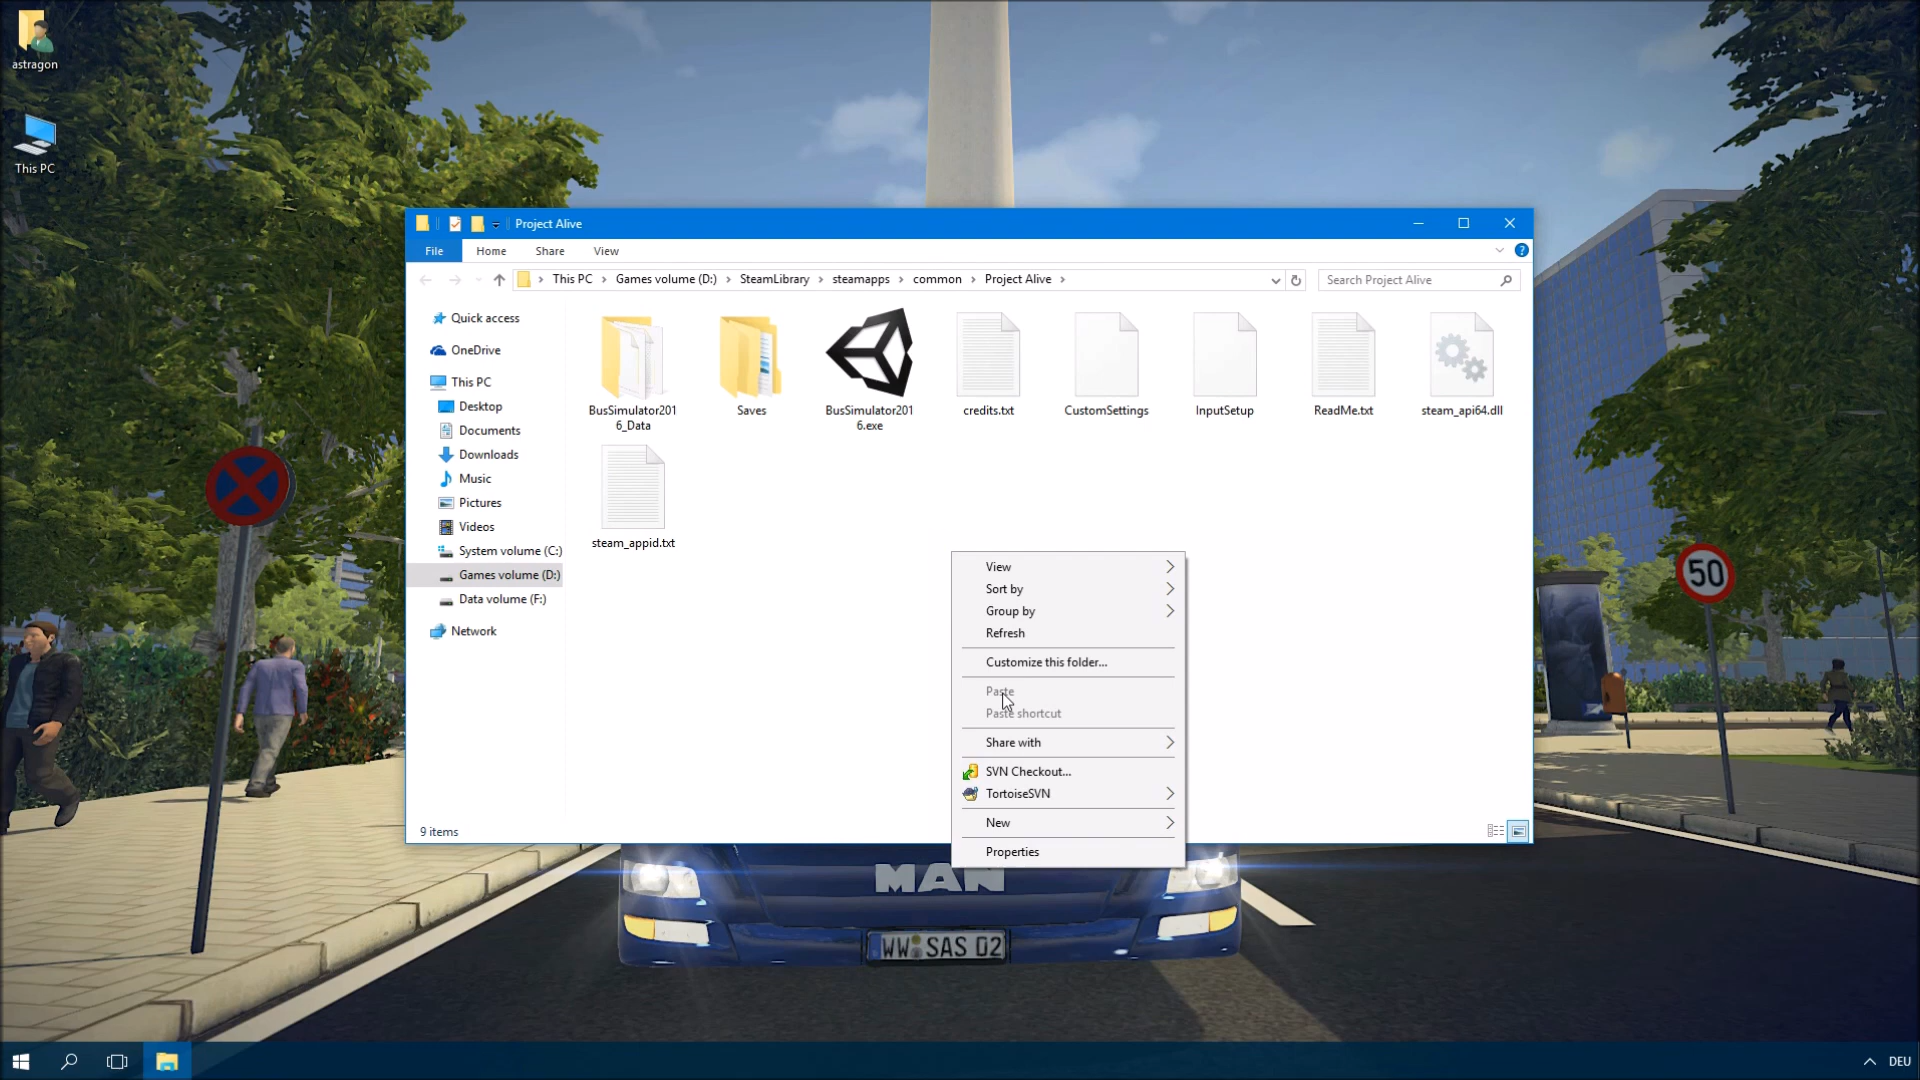 astragon
This PC
Project Alive
File Home Share View
This PC Games volume (D:) SteamLibrary steamapps common Project Alive
Search Project Alive
Quick access
OneDrive
This PC
Desktop
Documents
Downloads
Music
Pictures
Videos
System volume (C:)
Games volume (D:)
Data volume (F:)
Network
BusSimulator201
6_Data
Saves
BusSimulator201
6.exe
credits.txt
CustomSettings
InputSetup
ReadMe.txt
steam_api64.dll
steam_appid.txt
View
Sort by
Group by
Refresh
Customize this folder...
Paste
Paste shortcut
Share with
SVN Checkout...
TortoiseSVN
New
Properties
9 items
50
MAN
WW SAS 02
DEU